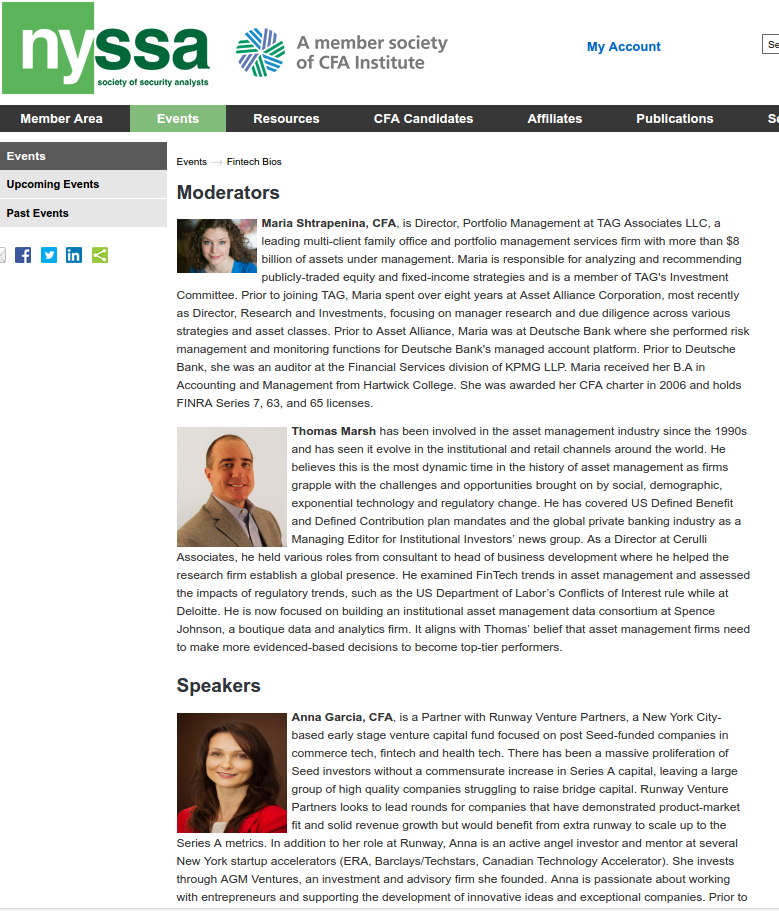 nyssa
society of security analysts
A member society
of CFA Institute
My Account
Member Area
Events
Resources
CFA Candidates
Affiliates
Publications
Events
Upcoming Events
Past Events
Events → Fintech Bios
Moderators
Maria Shtrapenina, CFA, is Director, Portfolio Management at TAG Associates LLC, a
leading multi-client family office and portfolio management services firm with more than $8
billion of assets under management. Maria is responsible for analyzing and recommending
publicly-traded equity and fixed-income strategies and is a member of TAG's Investment
Committee. Prior to joining TAG, Maria spent over eight years at Asset Alliance Corporation, most recently
as Director, Research and Investments, focusing on manager research and due diligence across various
strategies and asset classes. Prior to Asset Alliance, Maria was at Deutsche Bank where she performed risk
management and monitoring functions for Deutsche Bank's managed account platform. Prior to Deutsche
Bank, she was an auditor at the Financial Services division of KPMG LLP. Maria received her B.A in
Accounting and Management from Hartwick College. She was awarded her CFA charter in 2006 and holds
FINRA Series 7, 63, and 65 licenses.
Thomas Marsh has been involved in the asset management industry since the 1990s
and has seen it evolve in the institutional and retail channels around the world. He
believes this is the most dynamic time in the history of asset management as firms
grapple with the challenges and opportunities brought on by social, demographic,
exponential technology and regulatory change. He has covered US Defined Benefit
and Defined Contribution plan mandates and the global private banking industry as a
Managing Editor for Institutional Investors’ news group. As a Director at Cerulli
Associates, he held various roles from consultant to head of business development where he helped the
research firm establish a global presence. He examined FinTech trends in asset management and assessed
the impacts of regulatory trends, such as the US Department of Labor’s Conflicts of Interest rule while at
Deloitte. He is now focused on building an institutional asset management data consortium at Spence
Johnson, a boutique data and analytics firm. It aligns with Thomas’ belief that asset management firms need
to make more evidenced-based decisions to become top-tier performers.
Speakers
Anna Garcia, CFA, is a Partner with Runway Venture Partners, a New York City-
based early stage venture capital fund focused on post Seed-funded companies in
commerce tech, fintech and health tech. There has been a massive proliferation of
Seed investors without a commensurate increase in Series A capital, leaving a large
group of high quality companies struggling to raise bridge capital. Runway Venture
Partners looks to lead rounds for companies that have demonstrated product-market
fit and solid revenue growth but would benefit from extra runway to scale up to the
Series A metrics. In addition to her role at Runway, Anna is an active angel investor and mentor at several
New York startup accelerators (ERA, Barclays/Techstars, Canadian Technology Accelerator). She invests
through AGM Ventures, an investment and advisory firm she founded. Anna is passionate about working
with entrepreneurs and supporting the development of innovative ideas and exceptional companies. Prior to